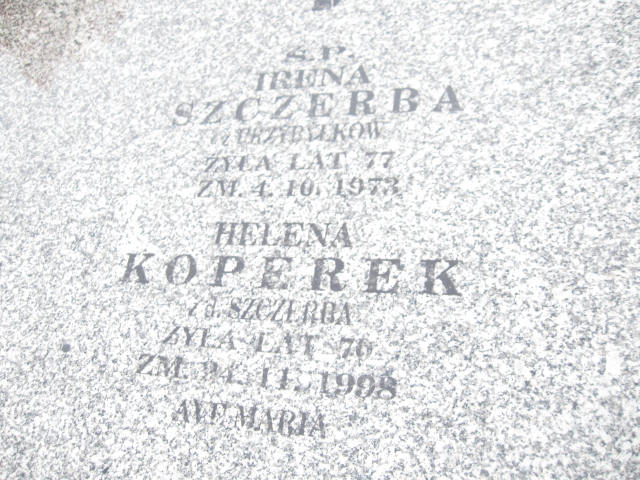 S.P.
IRENA
SZCZERBA
ŻYŁA LAT 77
ZM. 4. 10. 1973
HELENA
KOPEREK
z d. SZCZERBA
ŻYŁA LAT 76
ZM. 24. 11. 1998
AVE MARIA